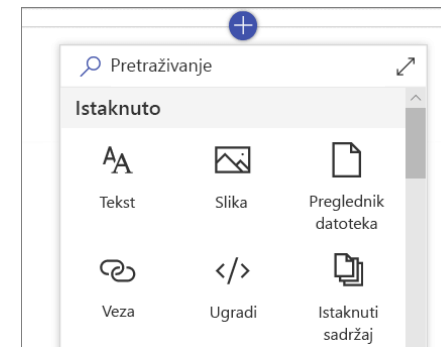 Pretraživanje
Istaknuto
Tekst
Slika
Preglednik
datoteka
Veza
Ugradi
Istaknuti
sadržaj